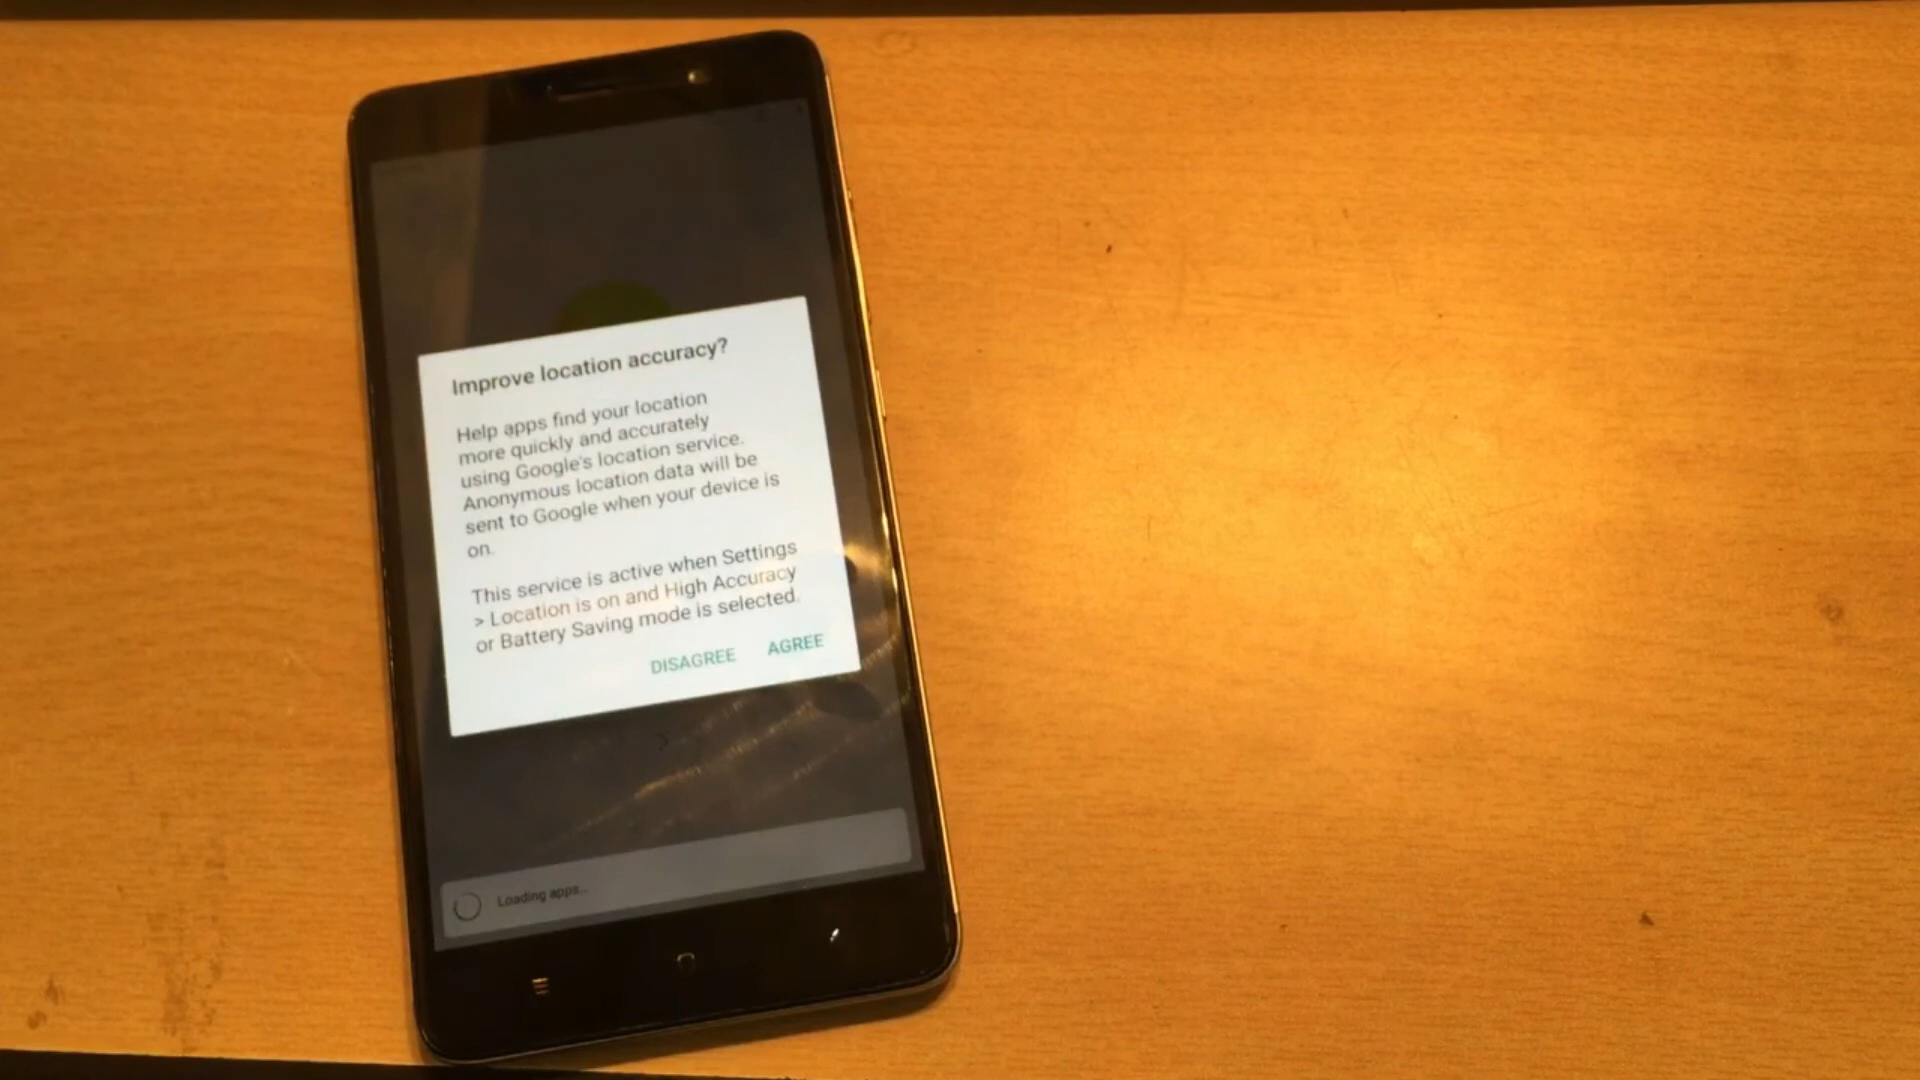 Improve location accuracy?
Help apps find your location
more quickly and accurately
using Google's location service.
Anonymous location data will be
sent to Google when your device is
on.
This service is active when Settings
> Location is on and High Accuracy
or Battery Saving mode is selected.
DISAGREE AGREE
Loading apps...